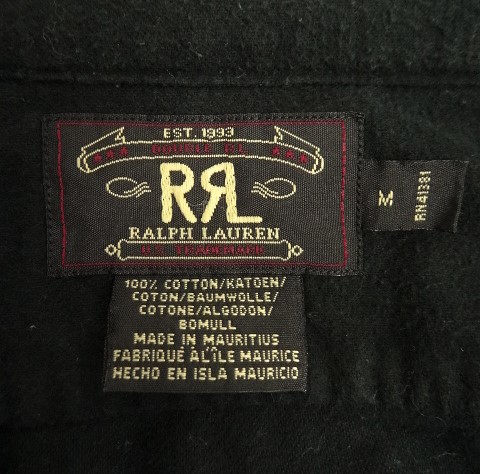 EST. 1993
DOUBLE RL
RRL
RALPH LAUREN
TRADEMARK
M
RN41381
100% COTTON/KATOEN/
COTON/BAUMWOLLE/
COTONE/ALGODON/
BOMULL
MADE IN MAURITIUS
FABRIQUÉ À L'ÎLE MAURICE
HECHO EN ISLA MAURICIO